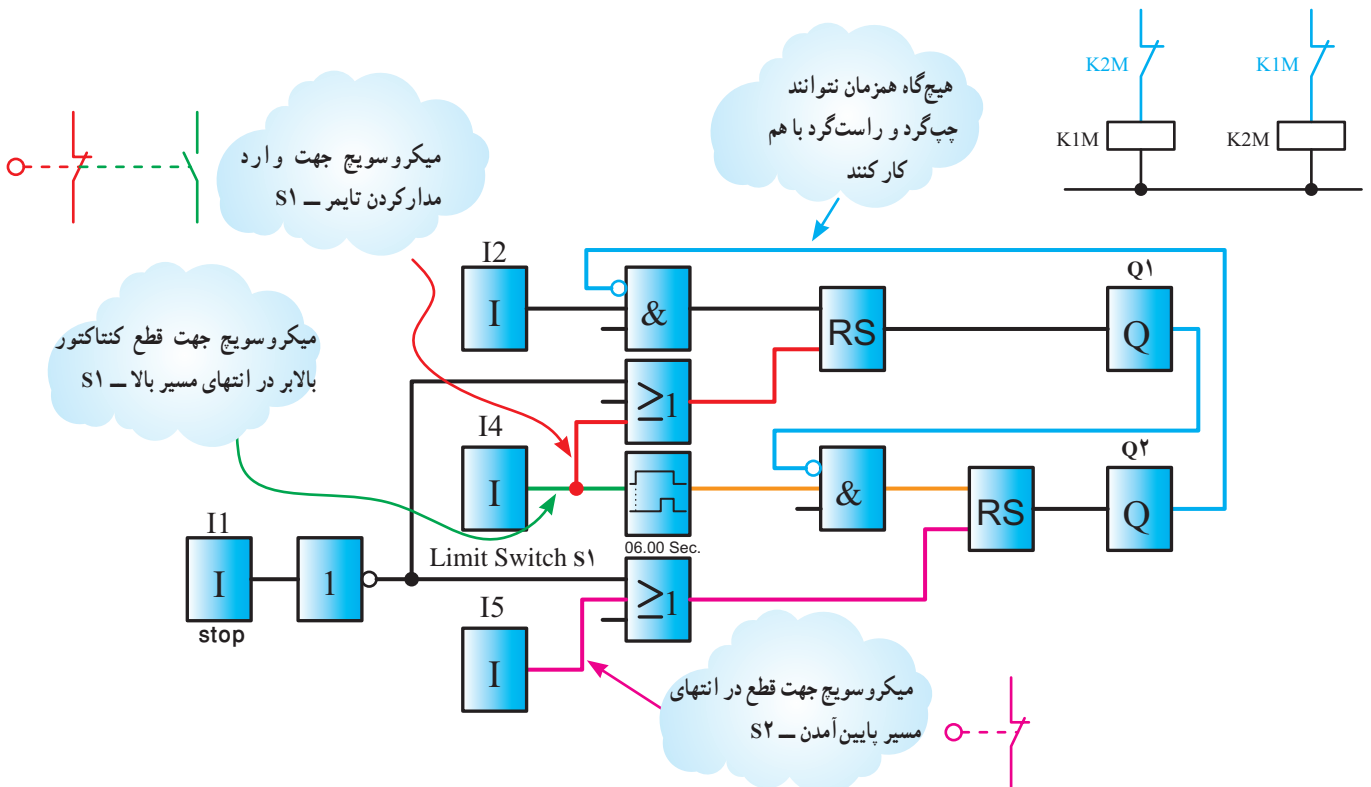 هیچ‌گاه همزمان نتوانند
چپ‌گرد و راست‌گرد با هم
کار کنند
K2M
K1M
K1M
K2M
میکروسویچ جهت وارد
مدارکردن تایمر ــ S۱
میکروسویچ جهت قطع کنتاکتور
بالابر در انتهای مسیر بالا ــ S۱
I2
I
&
RS
Q۱
Q
≥1
I4
I
&
RS
Q۲
Q
06.00 Sec.
Limit Switch S۱
I1
I
stop
1
≥1
I5
I
میکروسویچ جهت قطع در انتهای
مسیر پایین‌آمدن ــ S۲